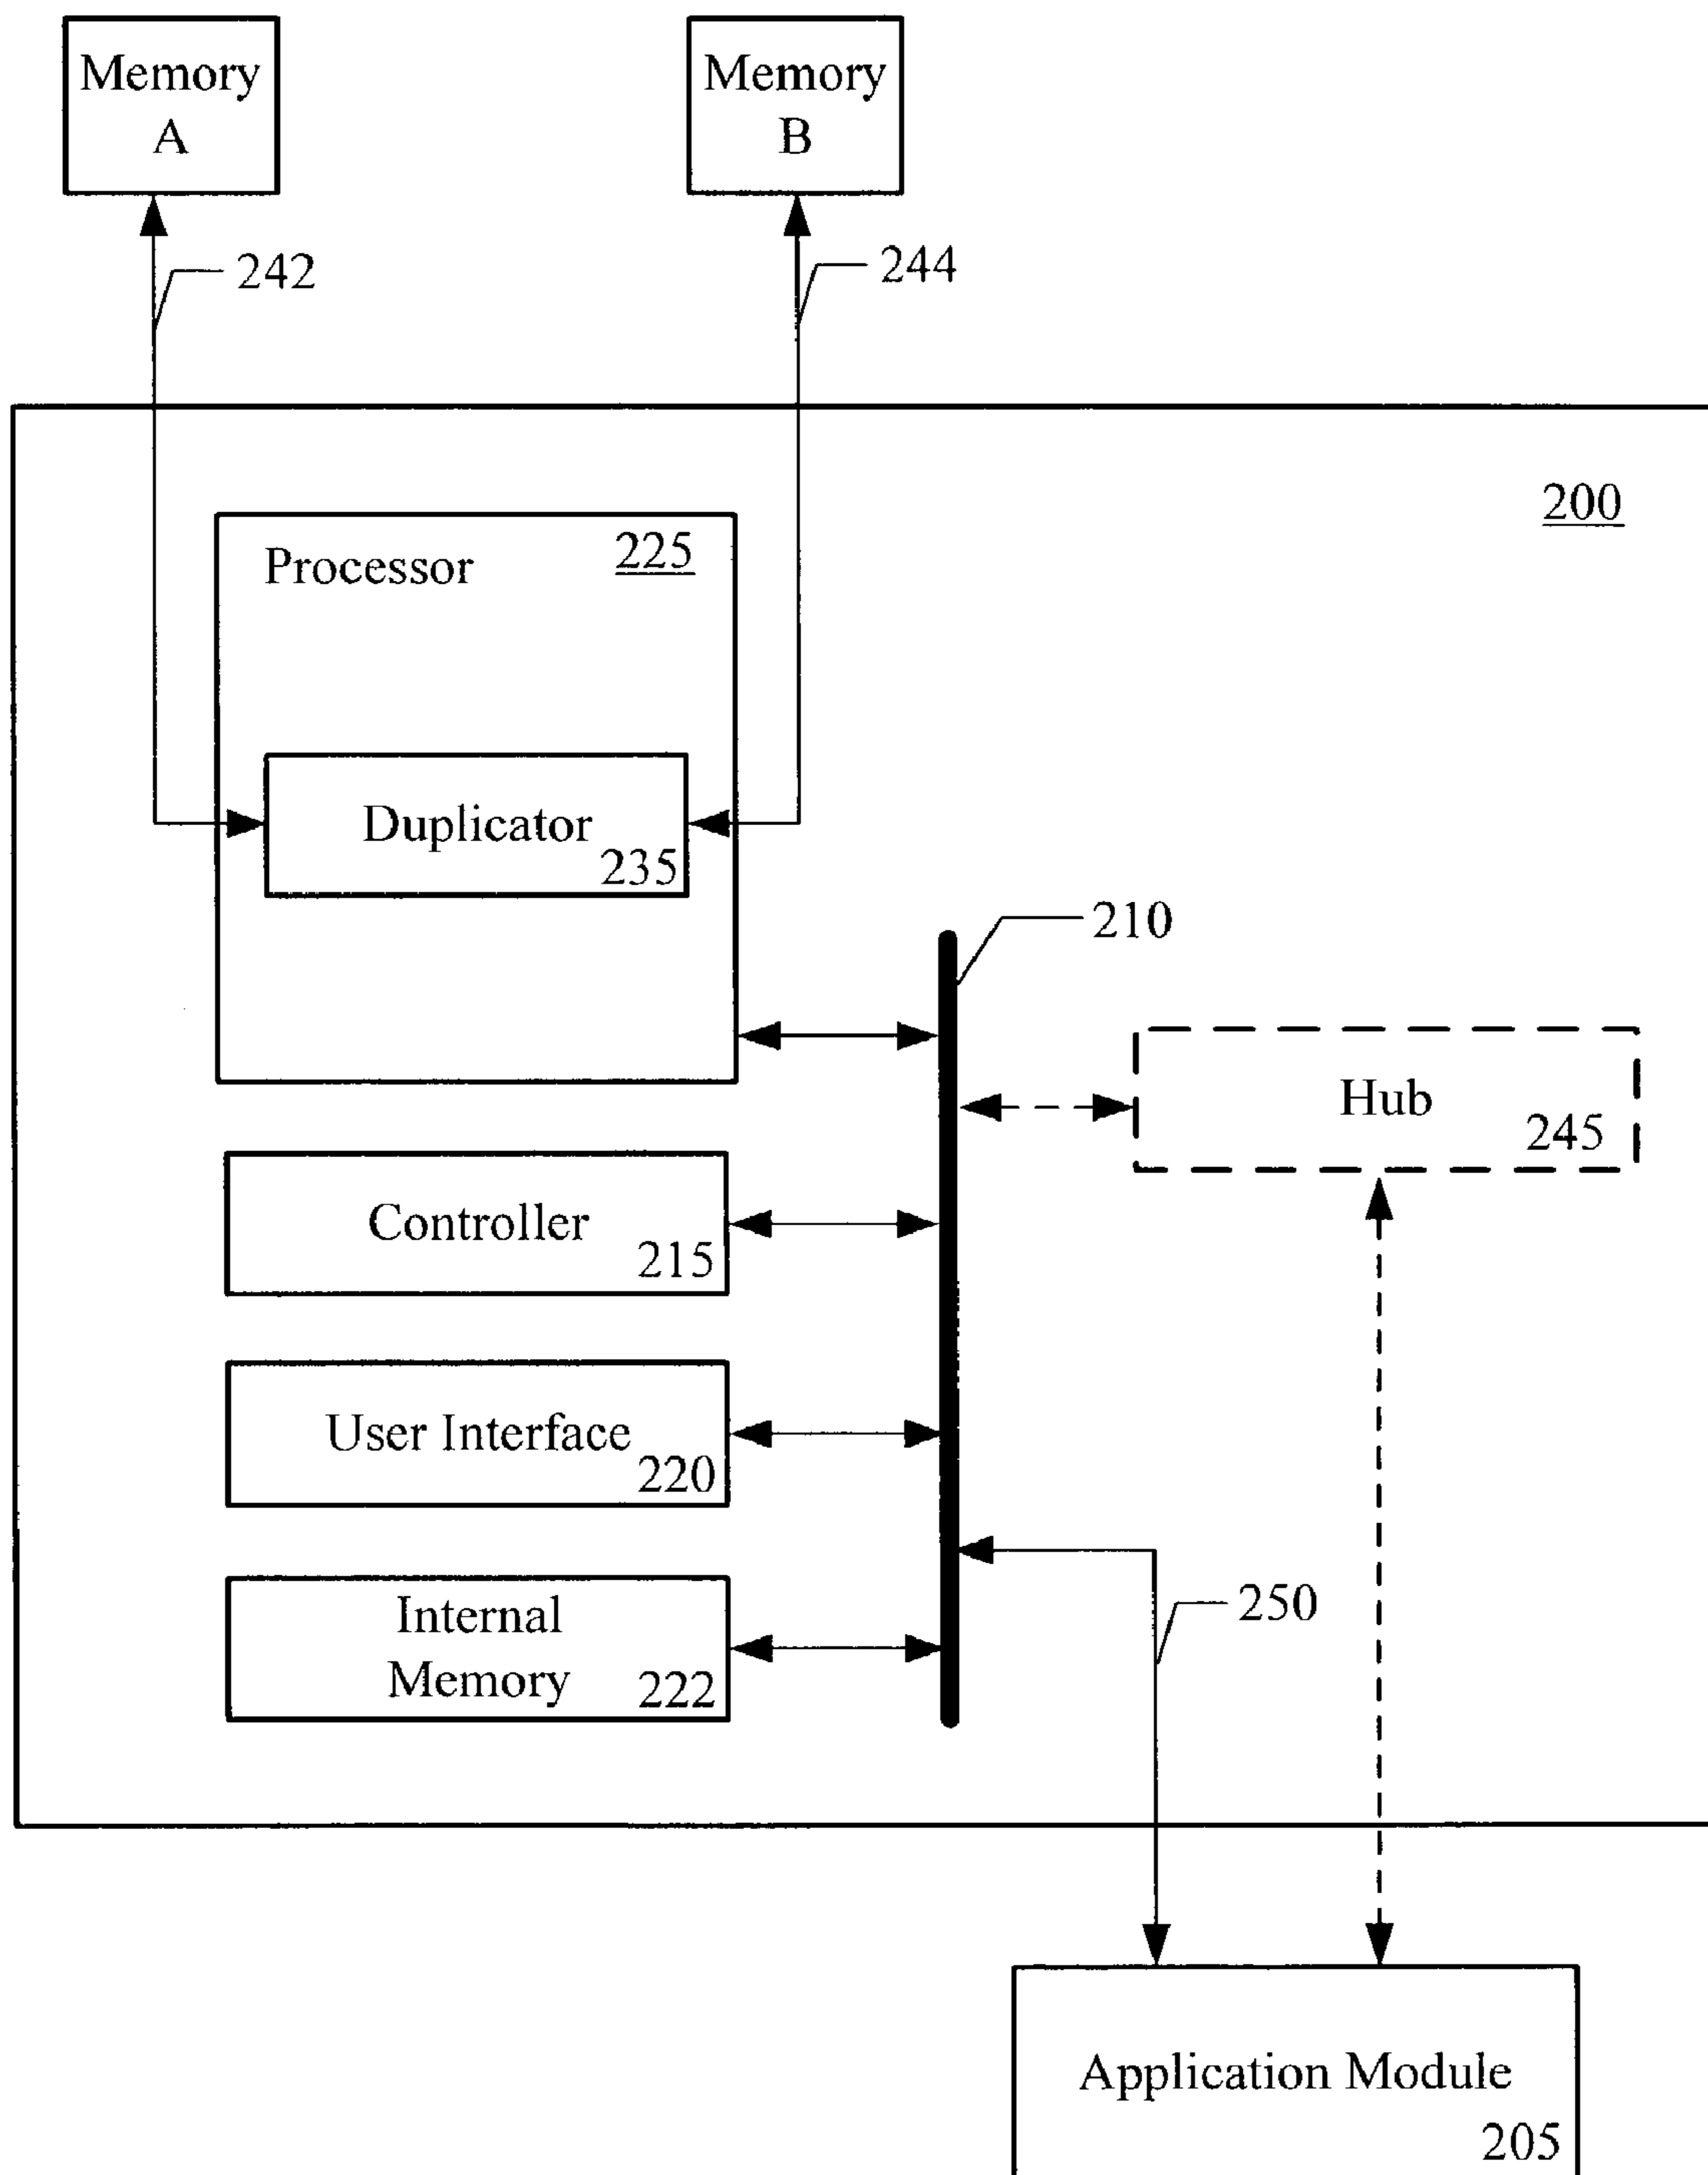 Memory
A
Memory
B
242
244
200
Processor
225
Duplicator
235
210
Hub
245
Controller
215
User Interface
220
250
Internal
Memory
222
Application Module
205